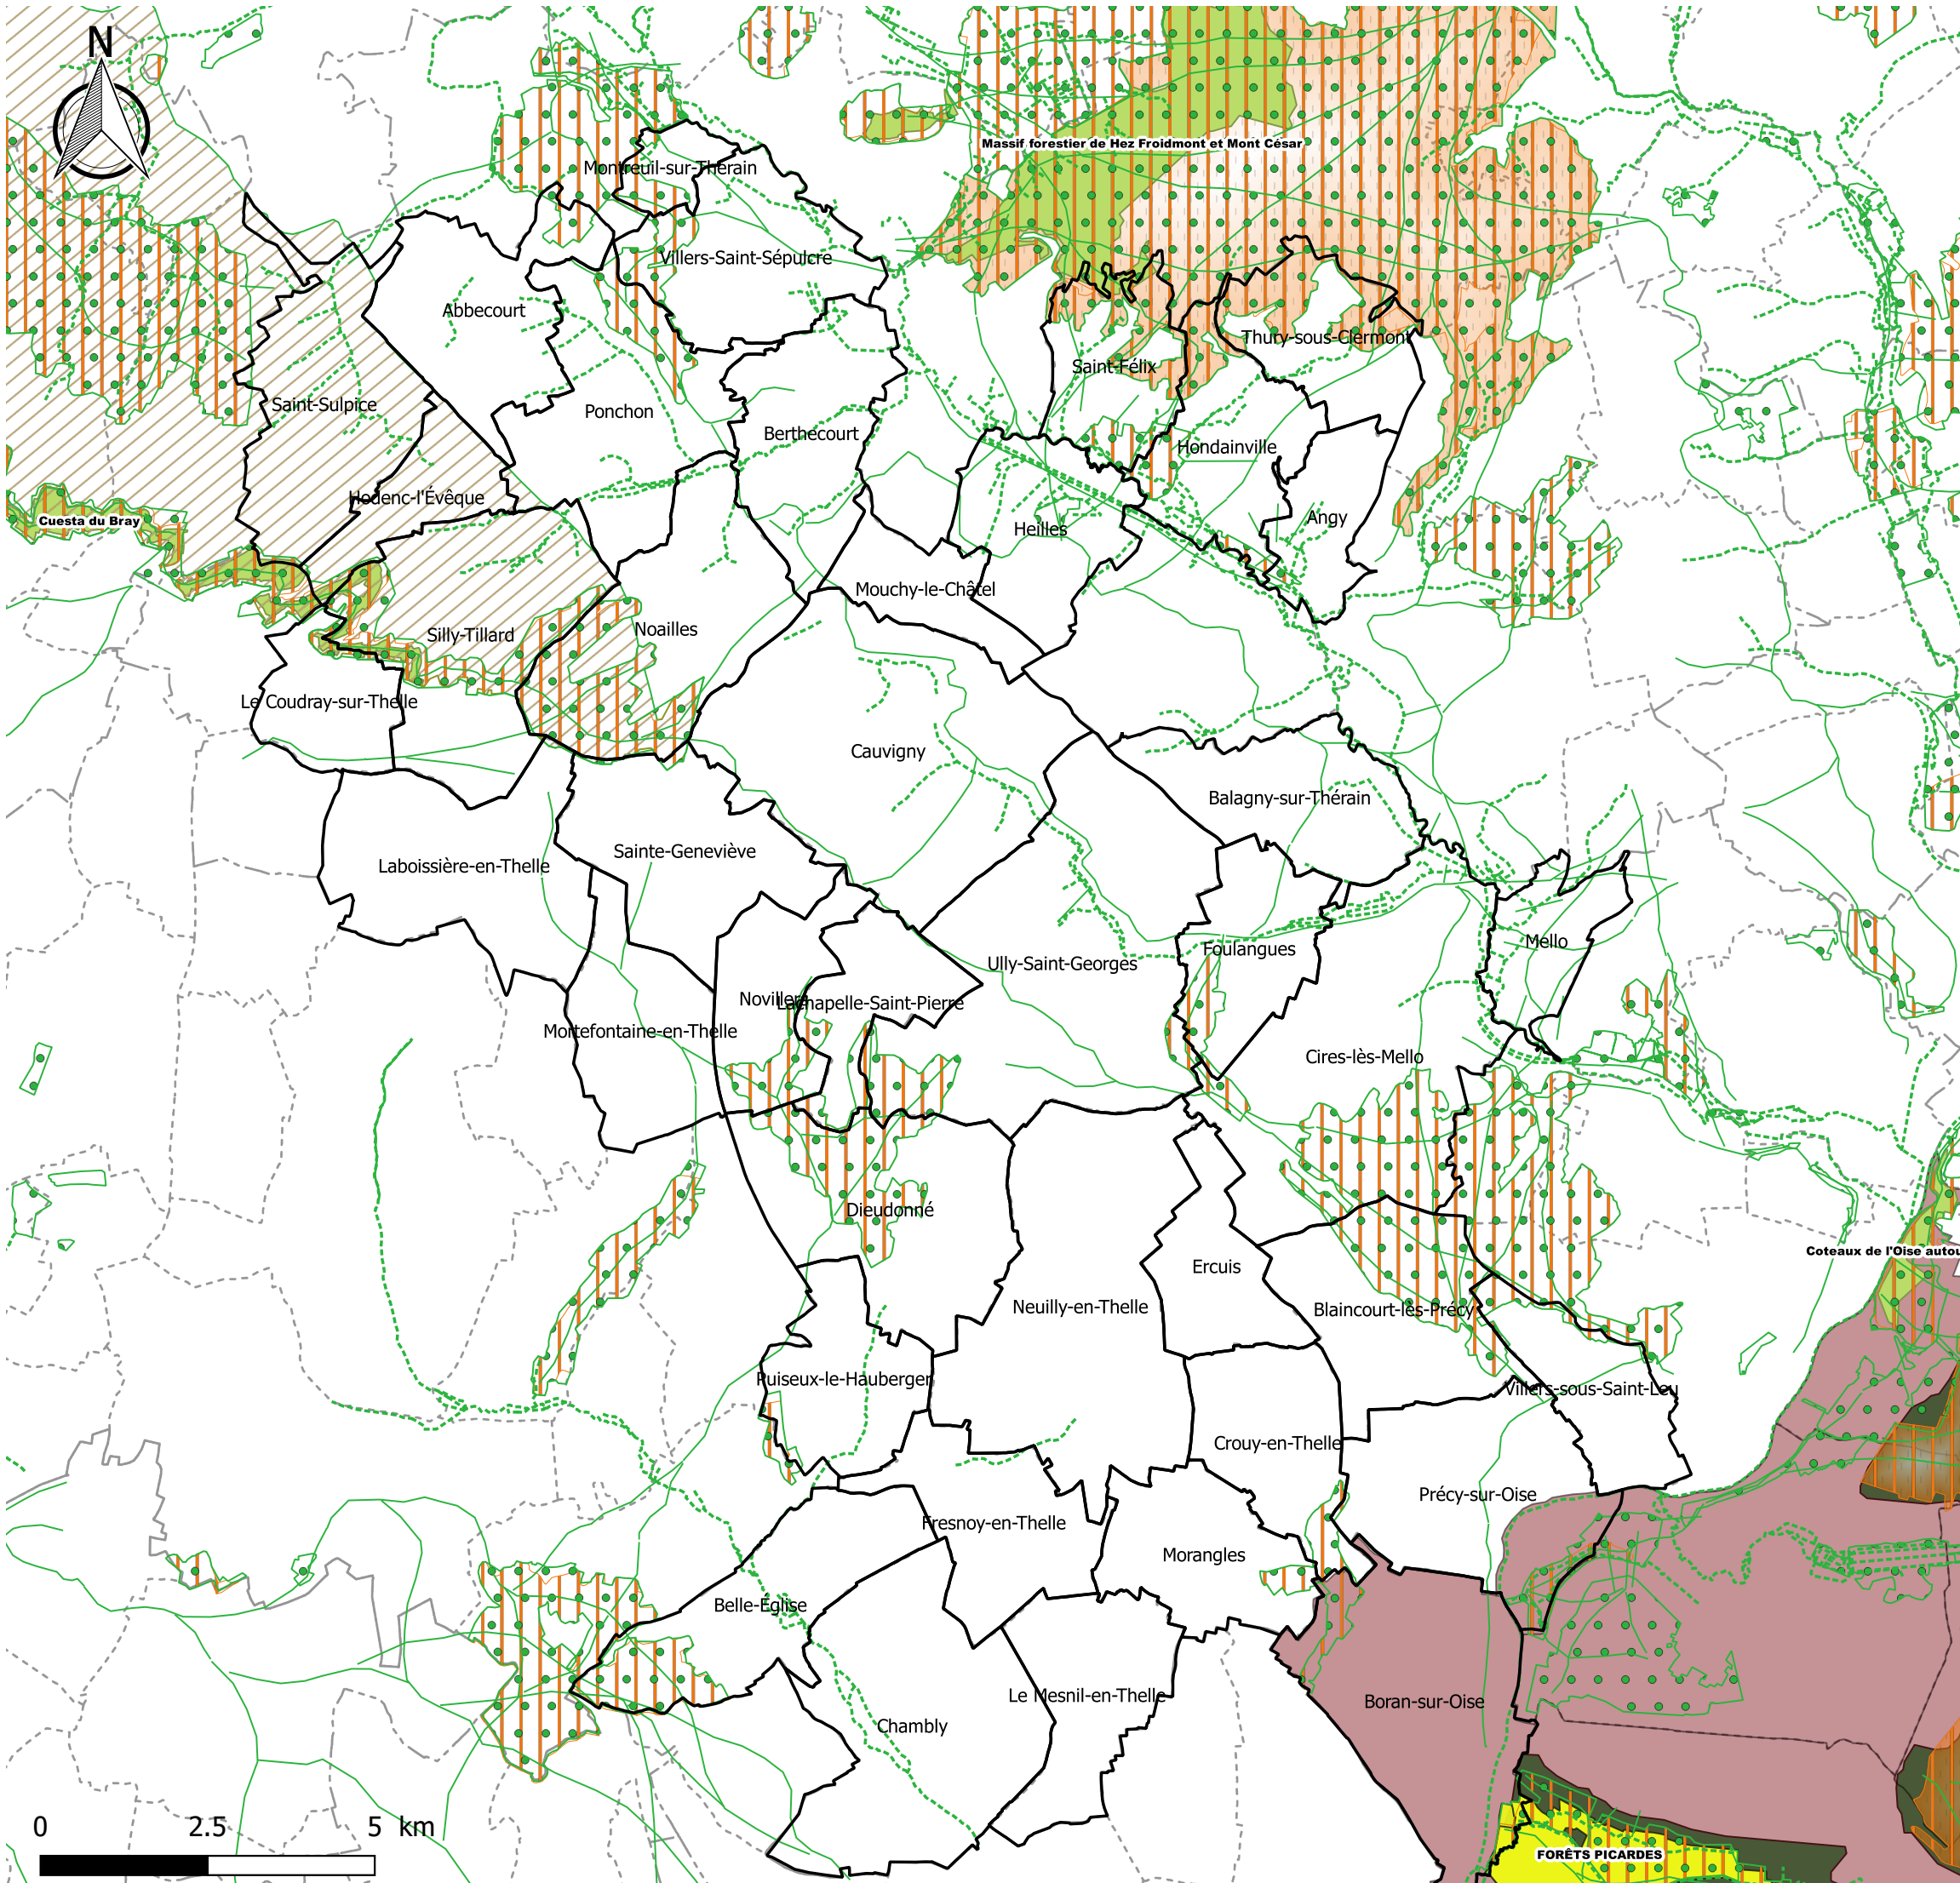 N
Massif forestier de Hez Froidmont et Mont César
Montreuil-sur-Thérain
Villers-Saint-Sépulcre
Abbecourt
Thury-sous-Clermont
Saint-Félix
Saint-Sulpice
Ponchon
Berthecourt
Hondainville
Hodenc-l'Évêque
Cuesta du Bray
Angy
Heilles
Mouchy-le-Châtel
Silly-Tillard
Noailles
Le Coudray-sur-Thelle
Cauvigny
Balagny-sur-Thérain
Sainte-Geneviève
Laboissière-en-Thelle
Mello
Foulangues
Ully-Saint-Georges
Novillers
Lachapelle-Saint-Pierre
Mortefontaine-en-Thelle
Cires-lès-Mello
Dieudonné
Coteaux de l'Oise autou
Ercuis
Neuilly-en-Thelle
Blaincourt-lès-Précy
Puiseux-le-Hauberger
Villers-sous-Saint-Leu
Crouy-en-Thelle
Précy-sur-Oise
Fresnoy-en-Thelle
Morangles
Belle-Église
Le Mesnil-en-Thelle
Boran-sur-Oise
Chambly
0 2.5 5 km
FORÊTS PICARDES